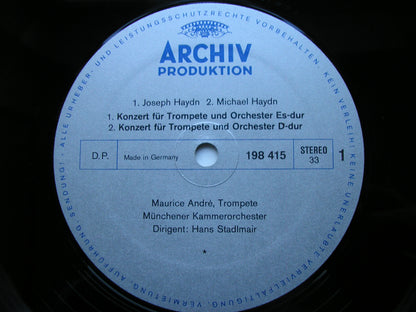 ALLE URHEBER- UND LEISTUNGSSCHUTZRECHTE VORBEHALTEN. KEIN VERLEIH! KEINE UNERLAUBTE VERVIELFÄLTIGUNG, VERMIETUNG, AUFFÜHRUNG, SENDUNG!
ARCHIV
PRODUKTION
1. Joseph Haydn 2. Michael Haydn
1. Konzert für Trompete und Orchester Es-dur
2. Konzert für Trompete und Orchester D-dur
D.P. Made in Germany 198 415 STEREO 33 1
Maurice André, Trompete
Münchener Kammerorchester
Dirigent: Hans Stadlmair
*